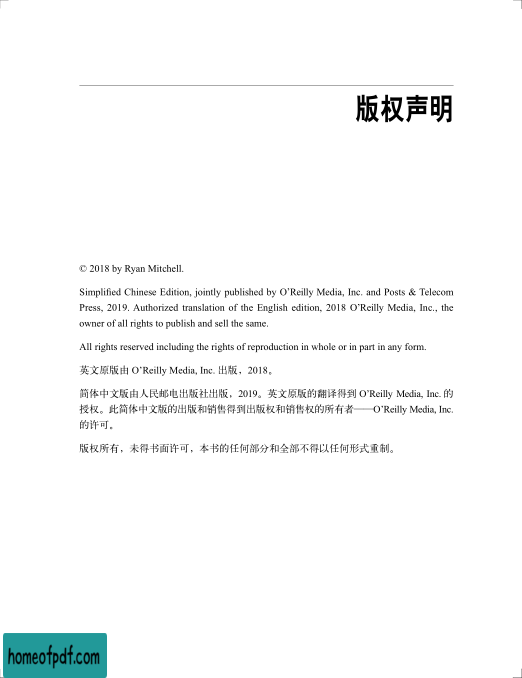 版权声明
© 2018 by Ryan Mitchell.
Simplified Chinese Edition, jointly published by O’Reilly Media, Inc. and Posts & Telecom
Press, 2019. Authorized translation of the English edition, 2018 O’Reilly Media, Inc., the
owner of all rights to publish and sell the same.
All rights reserved including the rights of reproduction in whole or in part in any form.
英文原版由 O’Reilly Media, Inc. 出版，2018。
简体中文版由人民邮电出版社出版，2019。英文原版的翻译得到 O’Reilly Media, Inc. 的
授权。此简体中文版的出版和销售得到出版权和销售权的所有者——O’Reilly Media, Inc.
的许可。
版权所有，未得书面许可，本书的任何部分和全部不得以任何形式重制。
homeofpdf.com